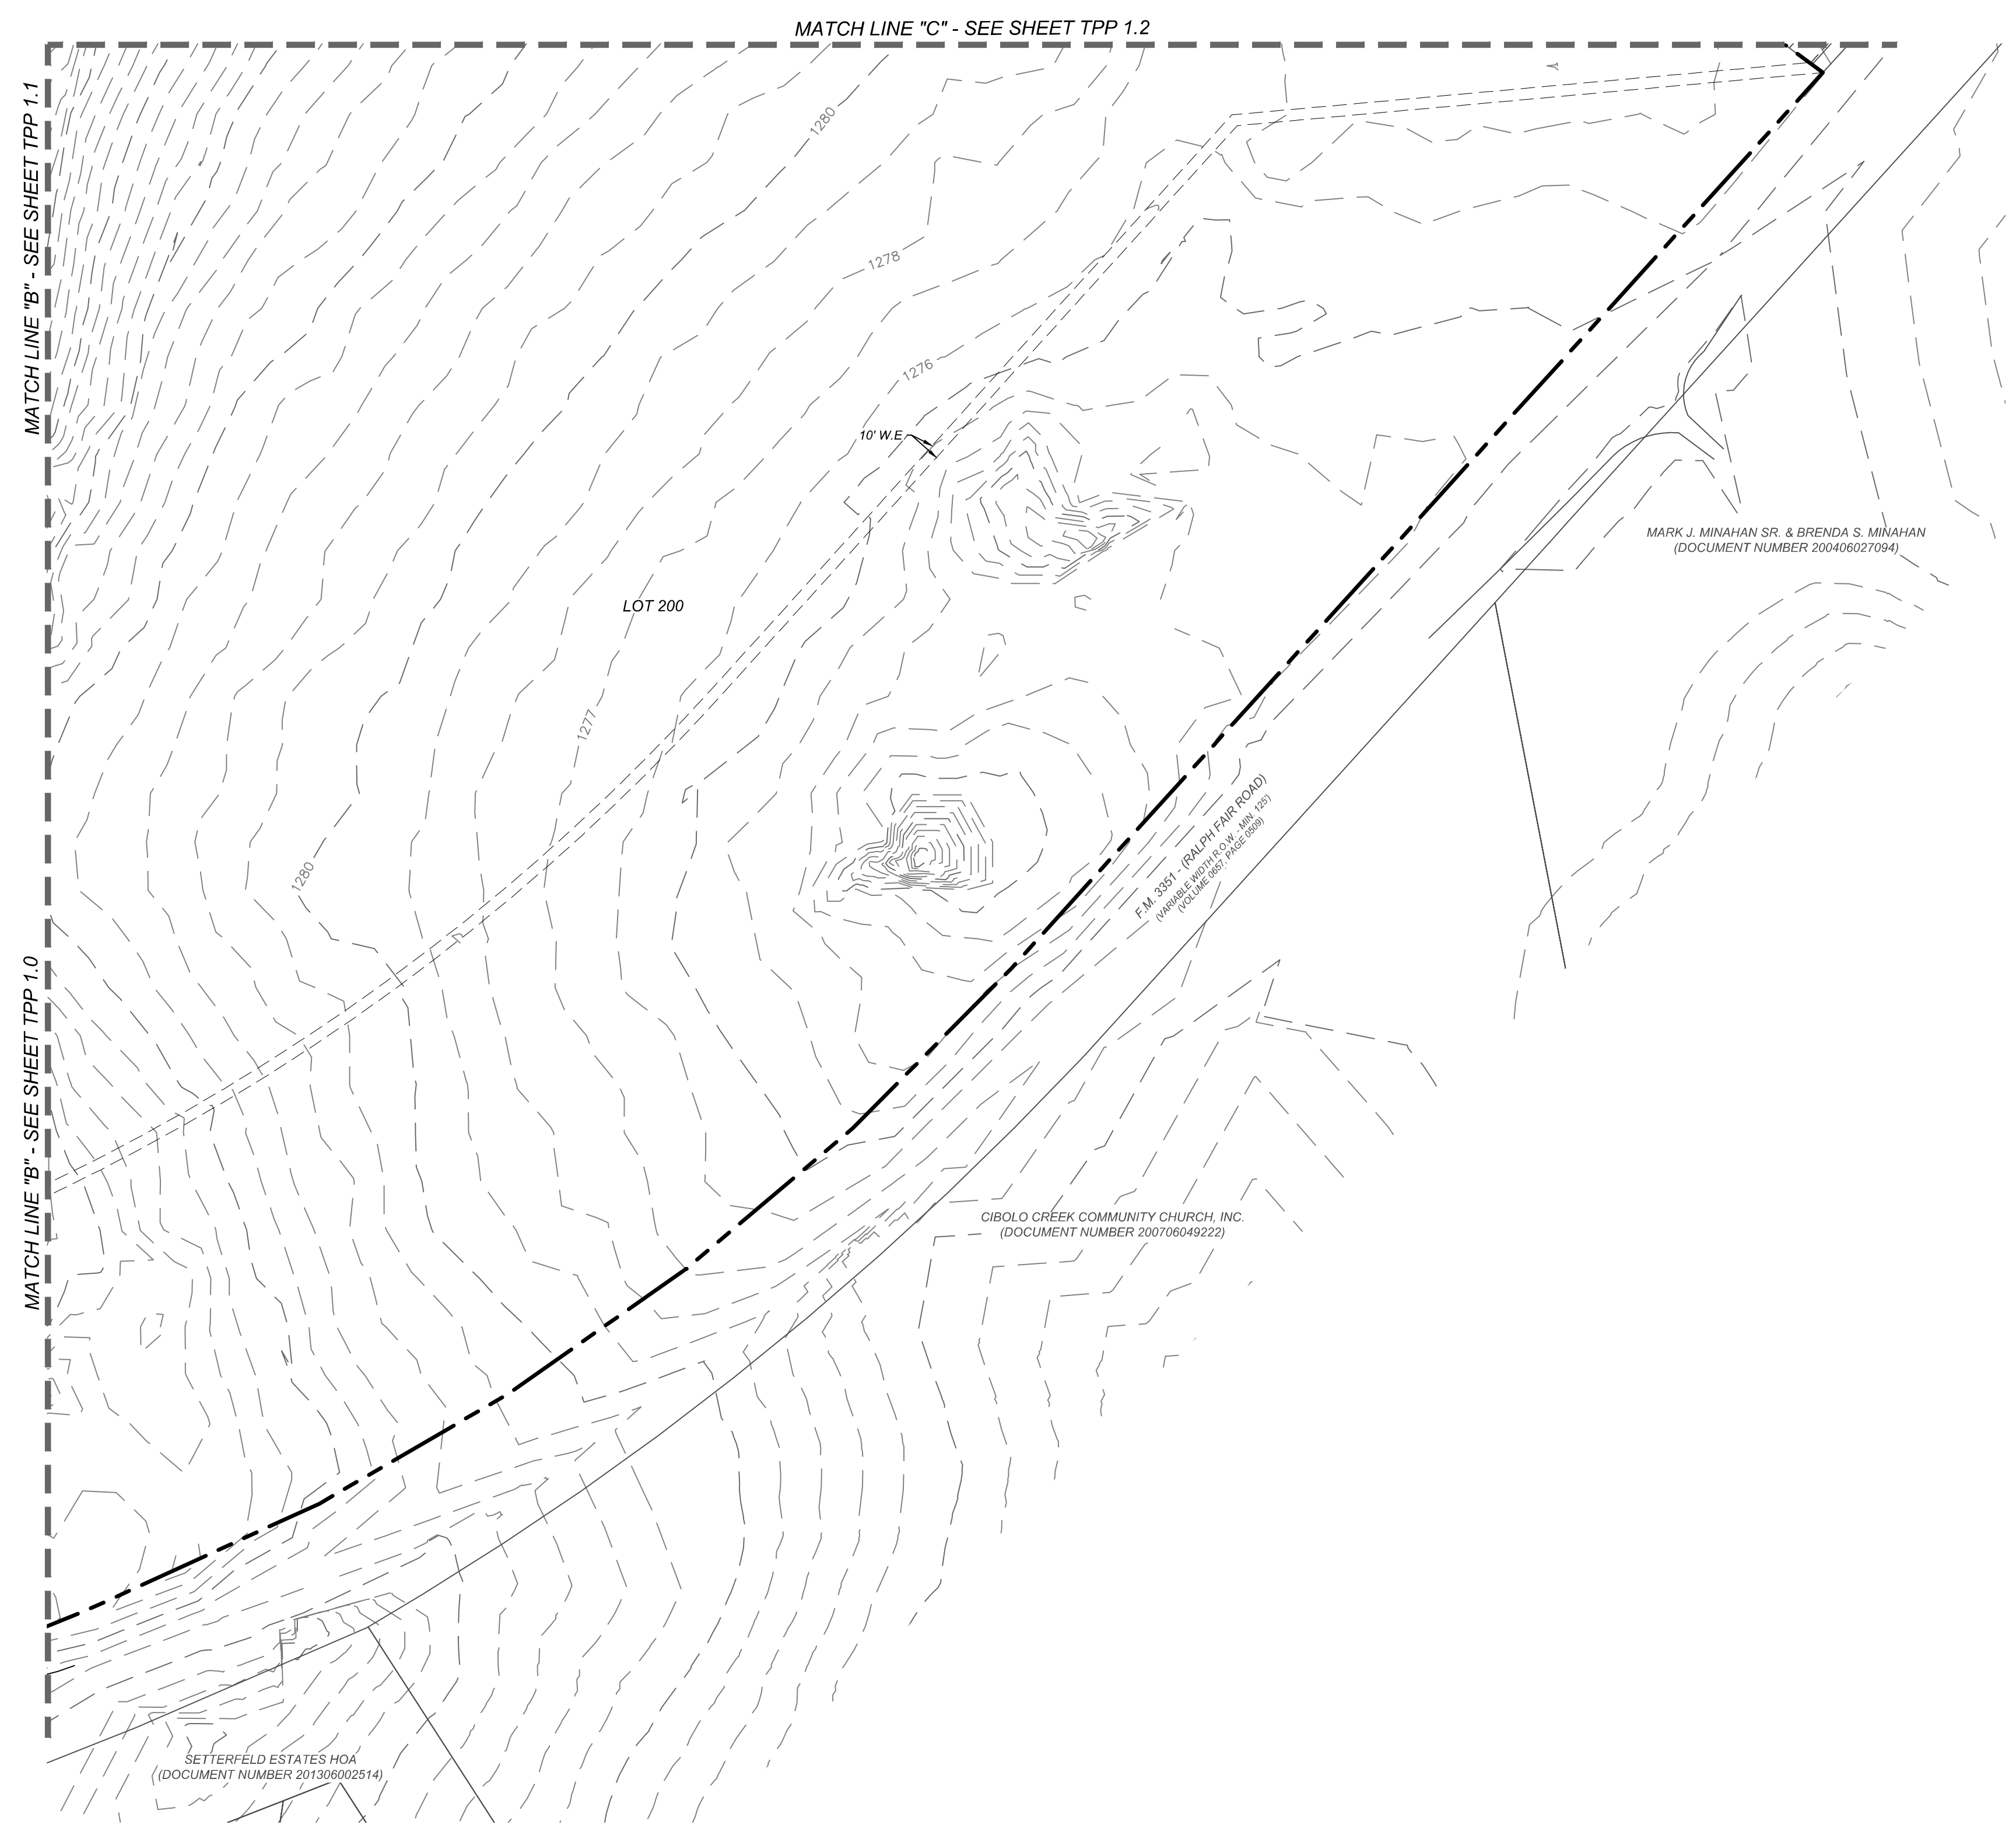 MATCH LINE "C" - SEE SHEET TPP 1.2
MATCH LINE "B" - SEE SHEET TPP 1.1
1280
1278
1276
10' W.E
MARK J. MINAHAN SR. & BRENDA S. MINAHAN
(DOCUMENT NUMBER 200406027094)
LOT 200
1277
F.M. 3351 - (RALPH FAIR ROAD)
(VARIABLE WIDTH R.O.W. - MIN. 125')
(VOLUME 0657, PAGE 0509)
1280
MATCH LINE "B" - SEE SHEET TPP 1.0
CIBOLO CREEK COMMUNITY CHURCH, INC.
(DOCUMENT NUMBER 200706049222)
SETTERFELD ESTATES HOA
(DOCUMENT NUMBER 201306002514)